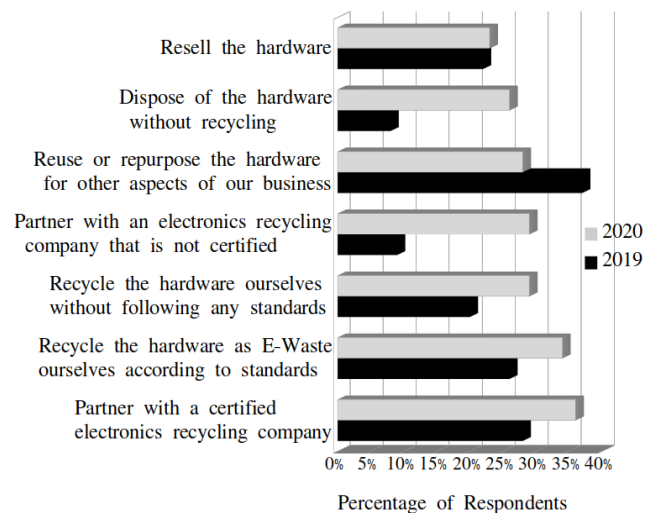 Resell the hardware
Dispose of the hardware
without recycling
Reuse or repurpose the hardware
for other aspects of our business
Partner with an electronics recycling
company that is not certified
Recycle the hardware ourselves
without following any standards
Recycle the hardware as E-Waste
ourselves according to standards
Partner with a certified
electronics recycling company
2020
2019
0% 5% 10% 15% 20% 25% 30% 35% 40%
Percentage of Respondents